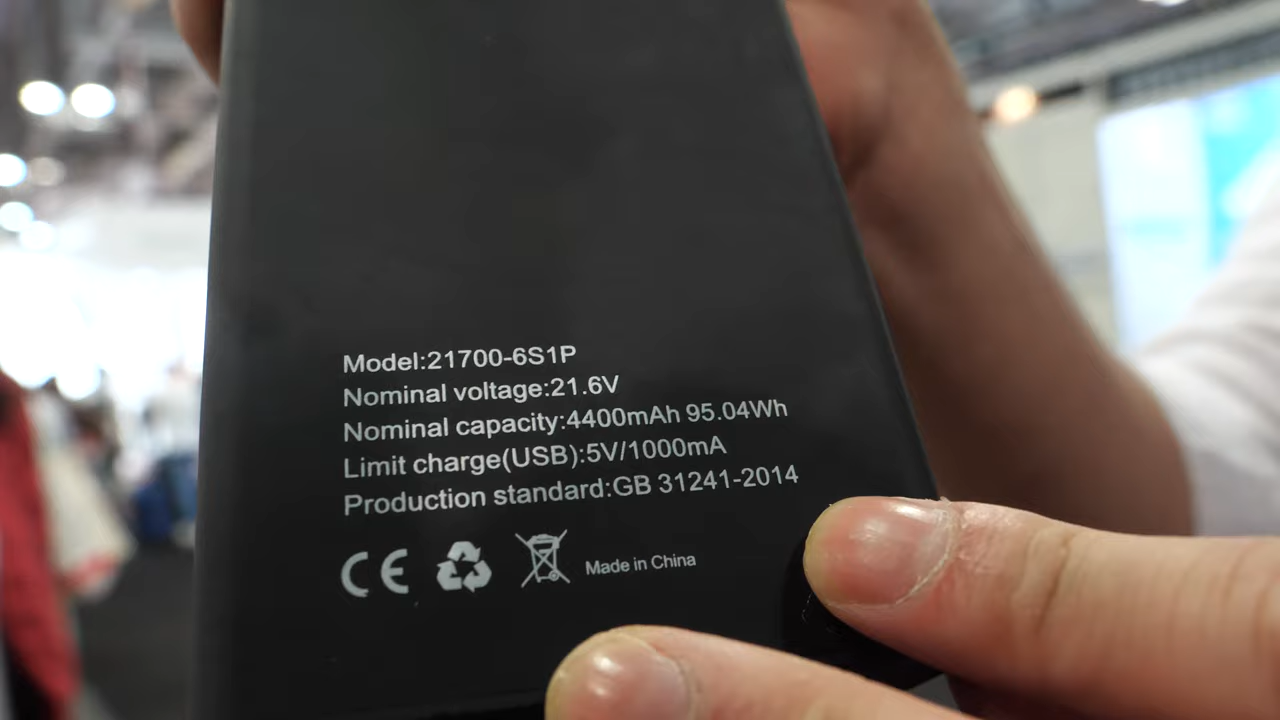 Model:21700-6S1P
Nominal voltage:21.6V
Nominal capacity:4400mAh 95.04Wh
Limit charge(USB):5V/1000mA
Production standard:GB 31241-2014
CE
Made in China